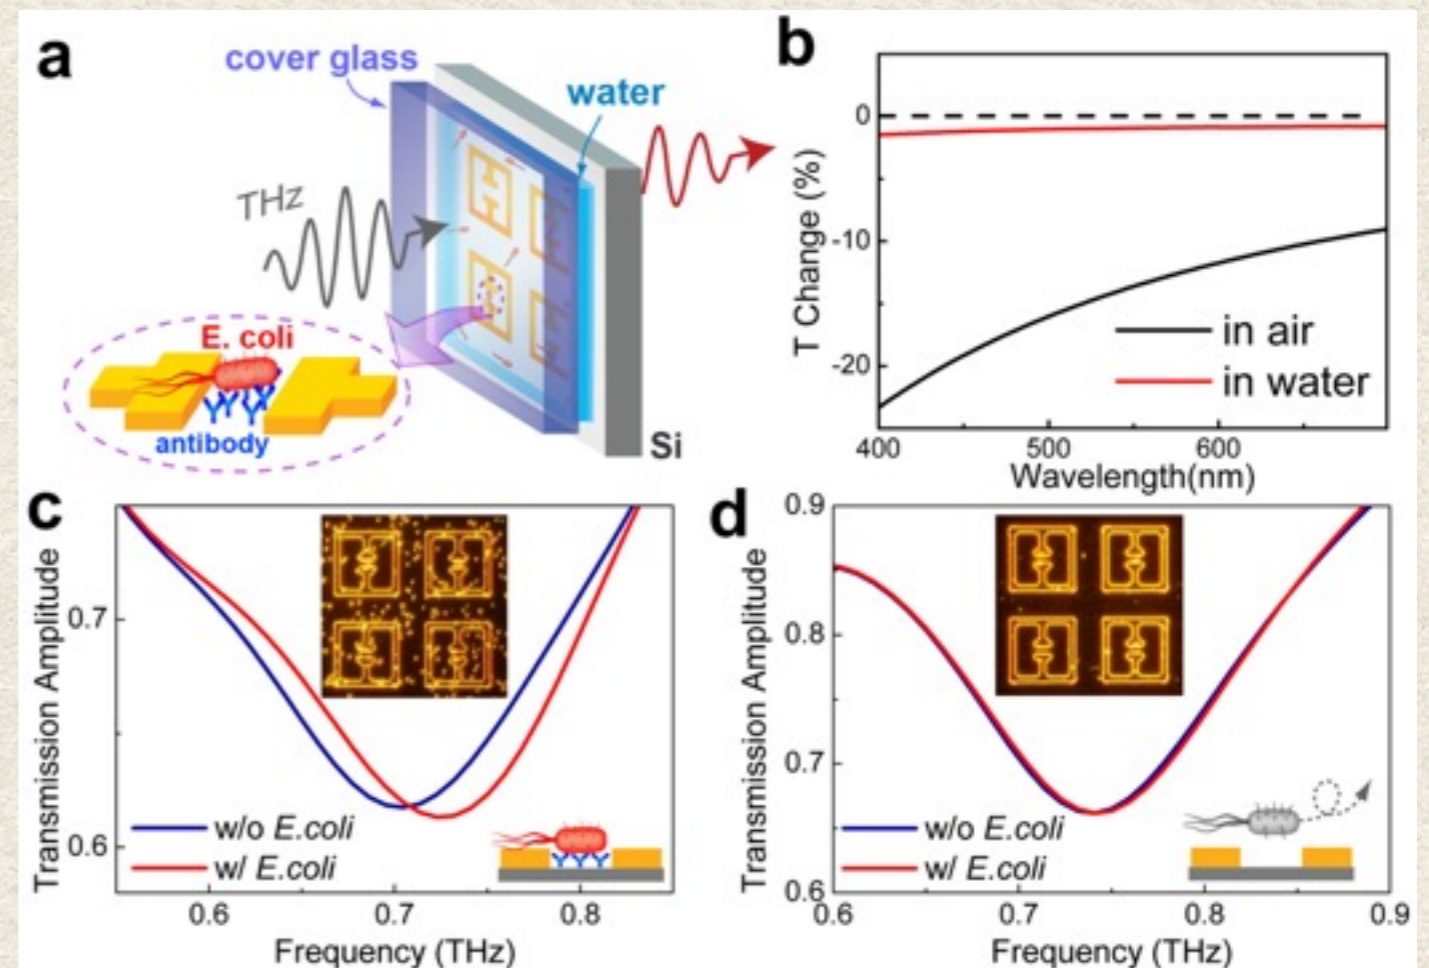 a
cover glass
water
THz
E. coli
antibody
Si
b
T Change (%)
0
-10
-20
in air
in water
400
500
600
Wavelength(nm)
c
Transmission Amplitude
0.7
0.6
w/o E.coli
w/ E.coli
0.6
0.7
0.8
Frequency (THz)
d
Transmission Amplitude
0.9
0.8
0.7
0.6
w/o E.coli
w/ E.coli
0.6
0.7
0.8
0.9
Frequency (THz)